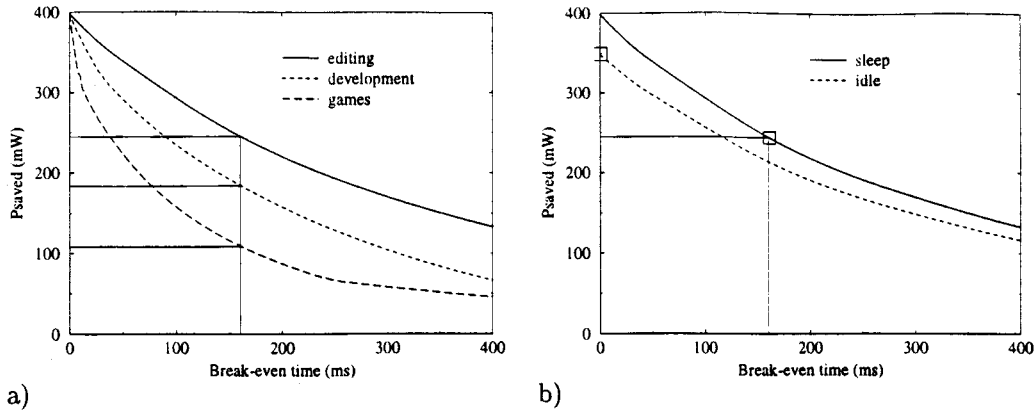 400
300
200
100
0
Psaved (mW)
editing
development
games
0 100 200 300 400
Break-even time (ms)
a)
400
300
200
100
0
Psaved (mW)
sleep
idle
0 100 200 300 400
Break-even time (ms)
b)